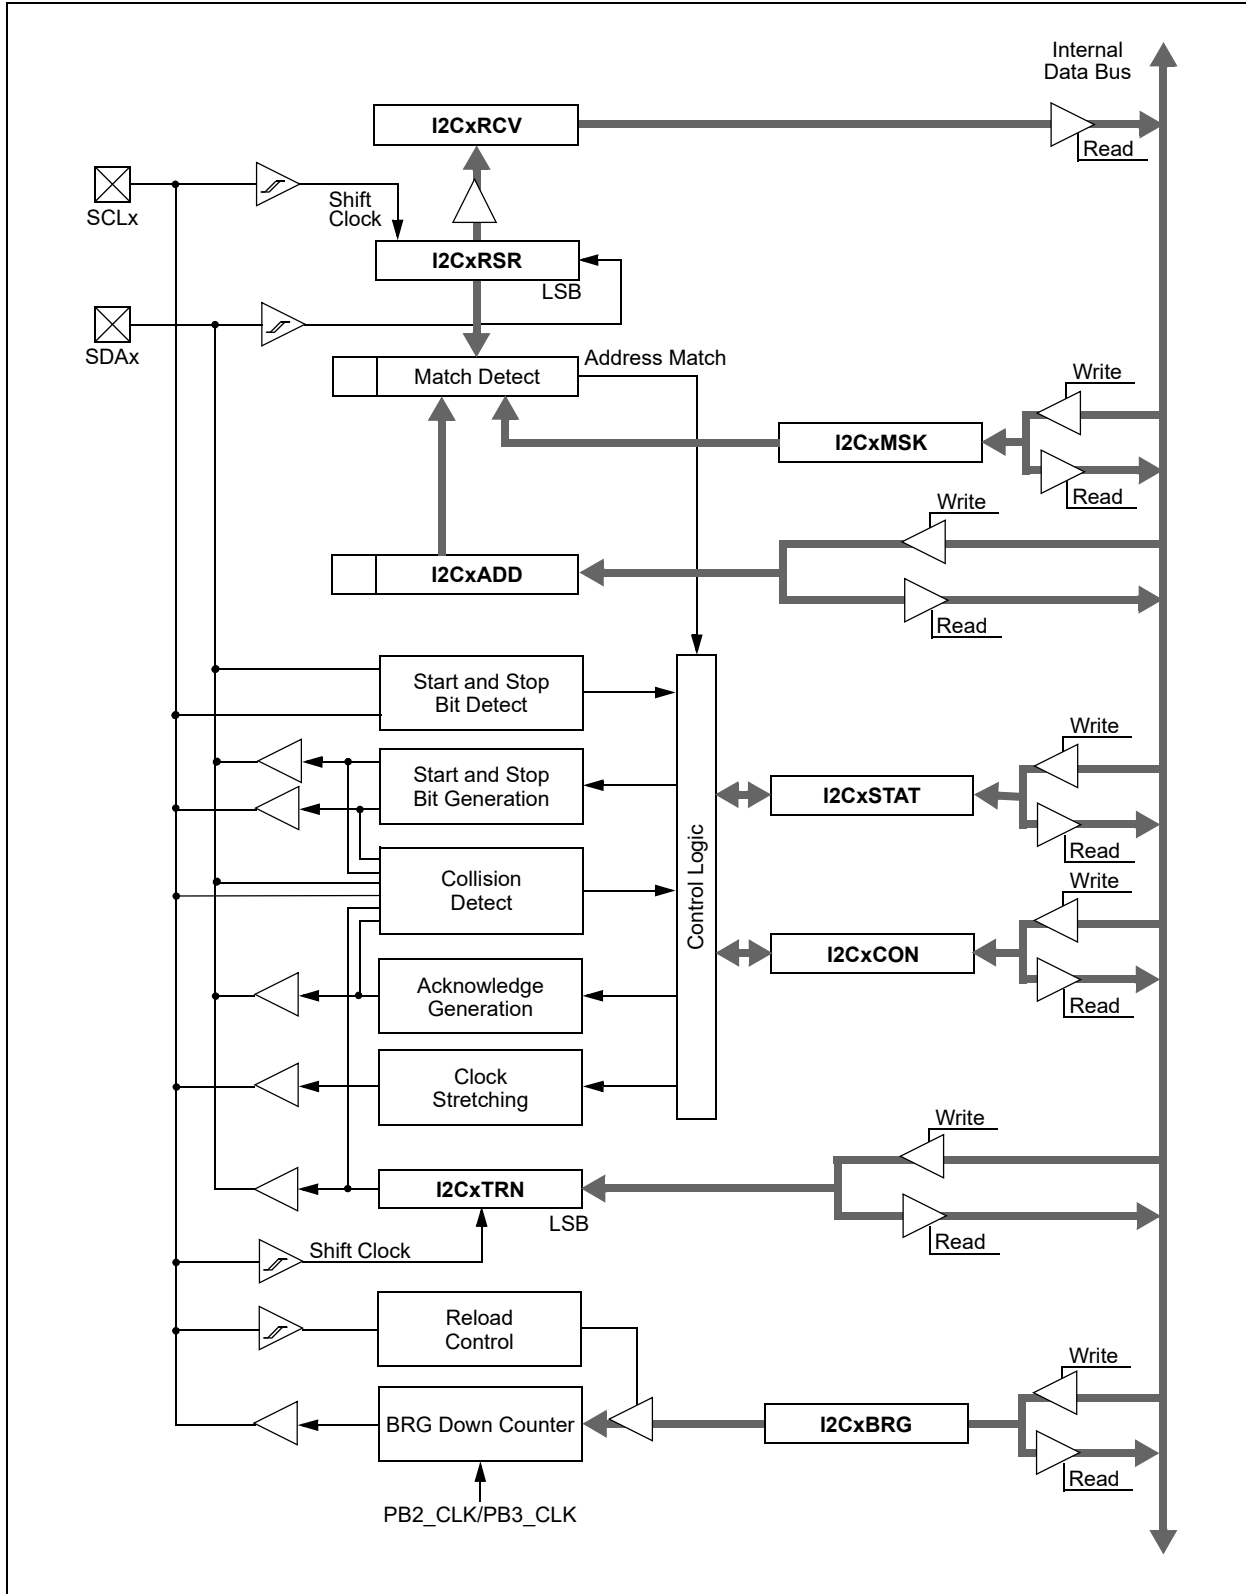 Internal
Data Bus
I2CxRCV
Read
SCLx
Shift
Clock
I2CxRSR
LSB
SDAx
Address Match
Match Detect
Write
I2CxMSK
Read
Write
I2CxADD
Read
Start and Stop
Bit Detect
Write
Start and Stop
Bit Generation
I2CxSTAT
Read
Control Logic
Collision
Detect
Write
I2CxCON
Read
Acknowledge
Generation
Clock
Stretching
Write
I2CxTRN
LSB
Read
Shift Clock
Reload
Control
Write
BRG Down Counter
I2CxBRG
Read
PB2_CLK/PB3_CLK